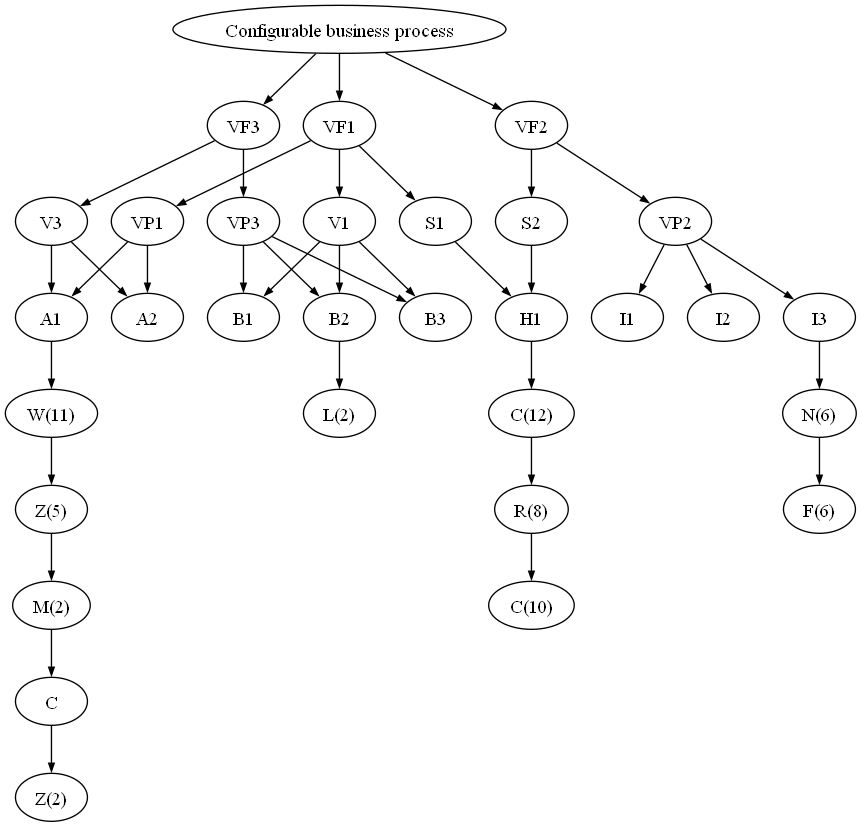 Configurable business process
VF3
VF1
VF2
V3
VP1
VP3
V1
S1
S2
VP2
A1
A2
B1
B2
B3
H1
I1
I2
I3
W(11)
L(2)
C(12)
N(6)
Z(5)
R(8)
F(6)
M(2)
C(10)
C
Z(2)